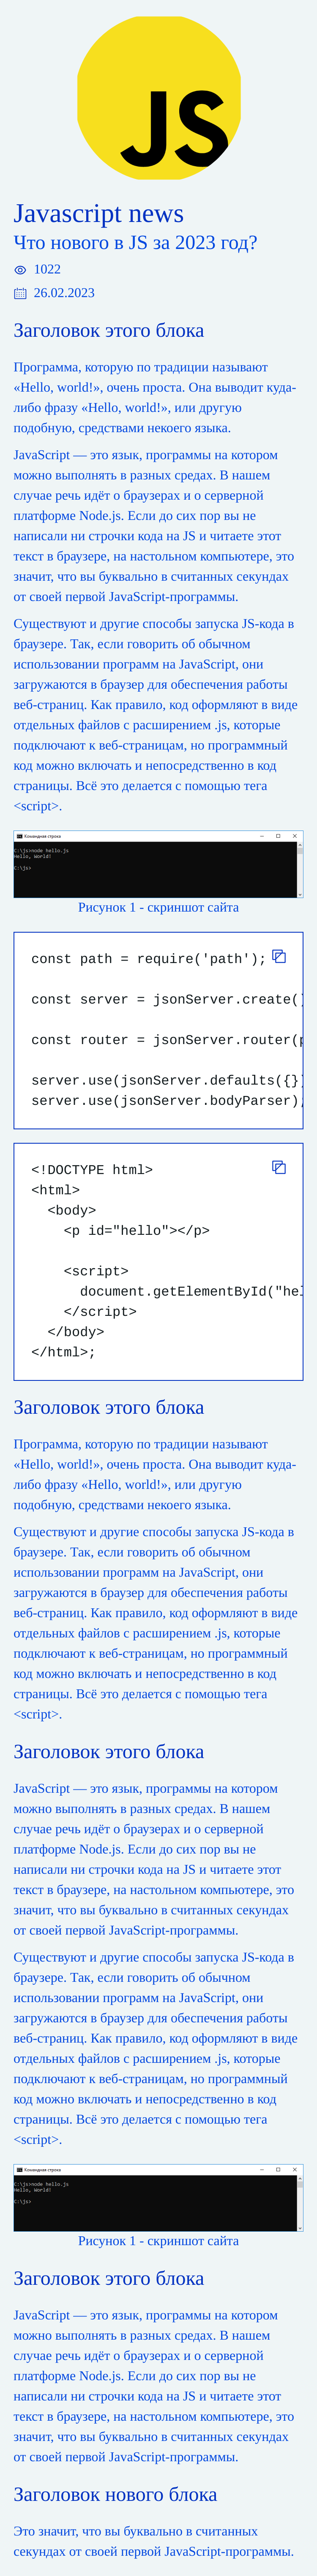 JS
Javascript news
Что нового в JS за 2023 год?
1022
26.02.2023
Заголовок этого блока
Программа, которую по традиции называют
«Hello, world!», очень проста. Она выводит куда-
либо фразу «Hello, world!», или другую
подобную, средствами некоего языка.
JavaScript — это язык, программы на котором
можно выполнять в разных средах. В нашем
случае речь идёт о браузерах и о серверной
платформе Node.js. Если до сих пор вы не
написали ни строчки кода на JS и читаете этот
текст в браузере, на настольном компьютере, это
значит, что вы буквально в считанных секундах
от своей первой JavaScript-программы.
Существуют и другие способы запуска JS-кода в
браузере. Так, если говорить об обычном
использовании программ на JavaScript, они
загружаются в браузер для обеспечения работы
веб-страниц. Как правило, код оформляют в виде
отдельных файлов с расширением .js, которые
подключают к веб-страницам, но программный
код можно включать и непосредственно в код
страницы. Всё это делается с помощью тега
<script>.
Командная строка
C:\js>node hello.js
Hello, World!
C:\js>
Рисунок 1 - скриншот сайта
const path = require('path');
const server = jsonServer.create()
const router = jsonServer.router(p
server.use(jsonServer.defaults({})
server.use(jsonServer.bodyParser);
<!DOCTYPE html>
<html>
<body>
<p id="hello"></p>
<script>
document.getElementById("hel
</script>
</body>
</html>;
Заголовок этого блока
Программа, которую по традиции называют
«Hello, world!», очень проста. Она выводит куда-
либо фразу «Hello, world!», или другую
подобную, средствами некоего языка.
Существуют и другие способы запуска JS-кода в
браузере. Так, если говорить об обычном
использовании программ на JavaScript, они
загружаются в браузер для обеспечения работы
веб-страниц. Как правило, код оформляют в виде
отдельных файлов с расширением .js, которые
подключают к веб-страницам, но программный
код можно включать и непосредственно в код
страницы. Всё это делается с помощью тега
<script>.
Заголовок этого блока
JavaScript — это язык, программы на котором
можно выполнять в разных средах. В нашем
случае речь идёт о браузерах и о серверной
платформе Node.js. Если до сих пор вы не
написали ни строчки кода на JS и читаете этот
текст в браузере, на настольном компьютере, это
значит, что вы буквально в считанных секундах
от своей первой JavaScript-программы.
Существуют и другие способы запуска JS-кода в
браузере. Так, если говорить об обычном
использовании программ на JavaScript, они
загружаются в браузер для обеспечения работы
веб-страниц. Как правило, код оформляют в виде
отдельных файлов с расширением .js, которые
подключают к веб-страницам, но программный
код можно включать и непосредственно в код
страницы. Всё это делается с помощью тега
<script>.
Командная строка
C:\js>node hello.js
Hello, World!
C:\js>
Рисунок 1 - скриншот сайта
Заголовок этого блока
JavaScript — это язык, программы на котором
можно выполнять в разных средах. В нашем
случае речь идёт о браузерах и о серверной
платформе Node.js. Если до сих пор вы не
написали ни строчки кода на JS и читаете этот
текст в браузере, на настольном компьютере, это
значит, что вы буквально в считанных секундах
от своей первой JavaScript-программы.
Заголовок нового блока
Это значит, что вы буквально в считанных
секундах от своей первой JavaScript-программы.